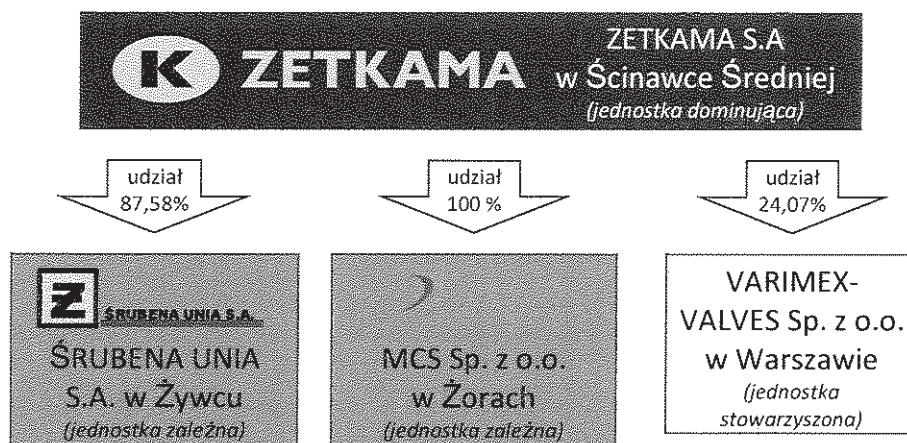 K ZETKAMA
ZETKAMA S.A
w Ścinawce Średniej
(jednostka dominująca)
udział
87,58%
udział
100 %
udział
24,07%
Ż
ŚRUBENA UNIA S.A.
ŚRUBENA UNIA
S.A. w Żywcu
(jednostka zależna)
MCS Sp. z o.o.
w Żorach
(jednostka zależna)
VARIMEX-
VALVES Sp. z o.o.
w Warszawie
(jednostka
stowarzyszona)